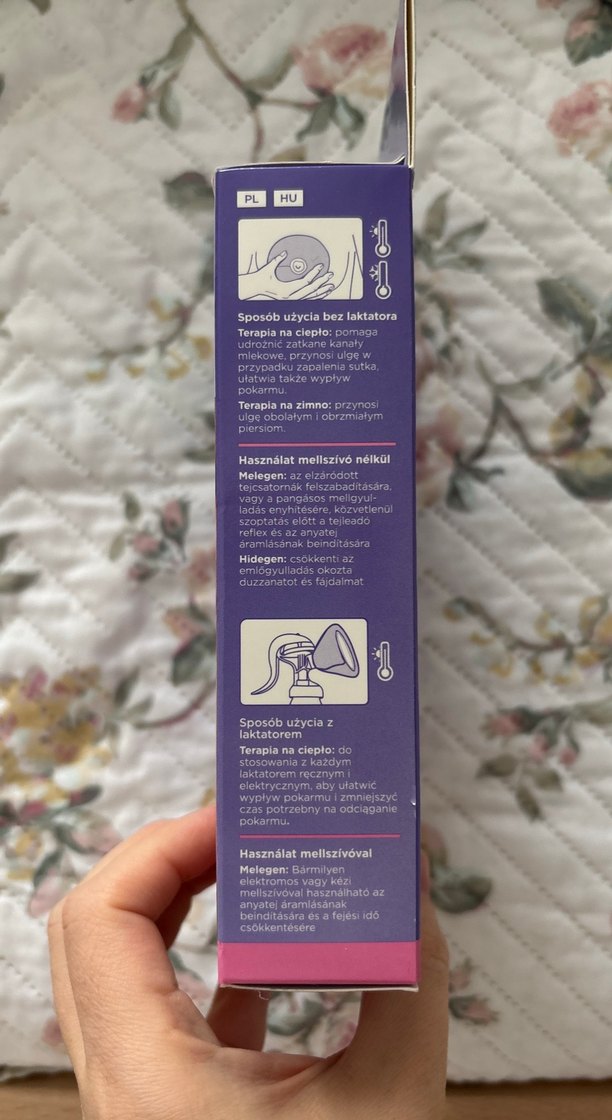 PL HU
Sposób użycia bez laktatora
Terapia na ciepło: pomaga
udrożnić zatkane kanały
mlekowe, przynosi ulgę w
przypadku zapalenia sutka,
ułatwia także wypływ
pokarmu.
Terapia na zimno: przynosi
ulgę obolałym i obrzmiałym
piersiom.
Használat mellszívó nélkül
Melegen: az elzáródott
tejcsatornák felszabadítására,
vagy a pangásos mellgyul-
ladás enyhítésére, közvetlenül
szoptatás előtt a tejleadó
reflex és az anyatej
áramlásának beindítására
Hidegen: csökkenti az
emlőgyulladás okozta
duzzanatot és fájdalmat
Sposób użycia z
laktatorem
Terapia na ciepło: do
stosowania z każdym
laktatorem ręcznym i
elektrycznym, aby ułatwić
wypływ pokarmu i zmniejszyć
czas potrzebny na odciąganie
pokarmu.
Használat mellszívóval
Melegen: Bármilyen
elektromos vagy kézi
mellszívóval használható az
anyatej áramlásának
beindítására és a fejési idő
csökkentésére